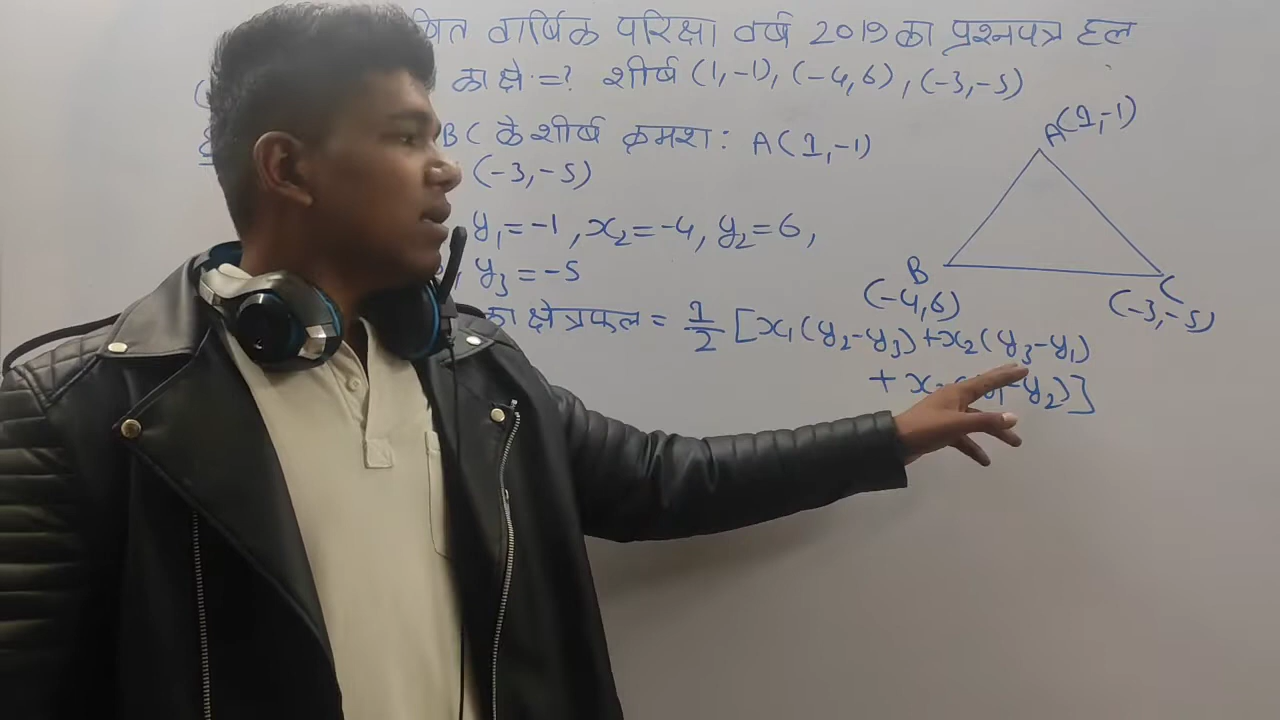 वार्षिक परिक्षा वर्ष 2019 का प्रश्नपत्र हल
का क्षे॰=? शीर्ष (1,-1), (-4,6), (-3,-5)
BC के शीर्ष क्रमश: A(1,-1)
(-3,-5)
y₁=-1, x₂=-4, y₂=6,
, y₃=-5
का क्षेत्रफल = 1/2 [x₁(y₂-y₃)+x₂(y₃-y₁)
+ x (y₁-y₂)]
A(1,-1)
B
(-4,6)
C
(-3,-5)